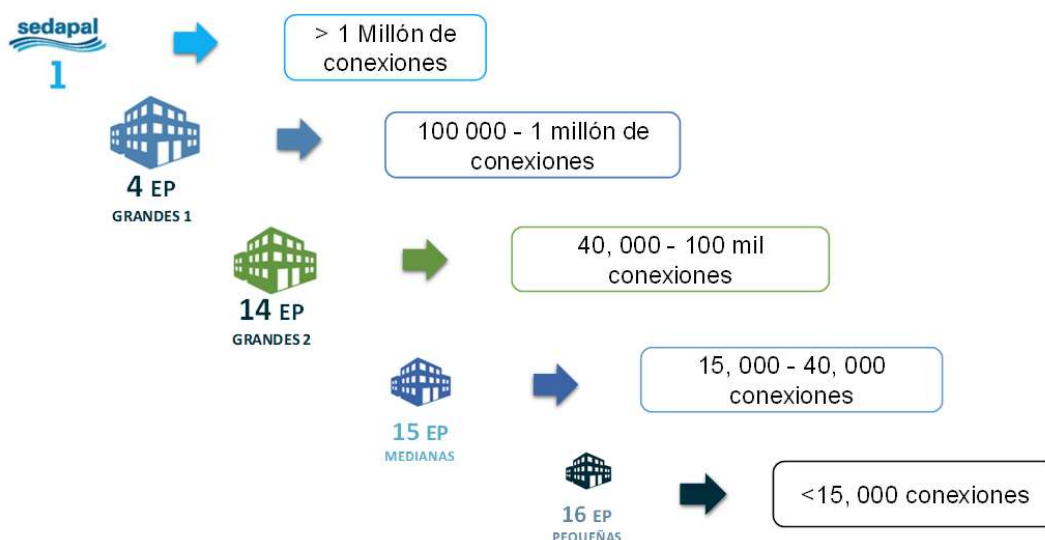 sedapal
1
> 1 Millón de
conexiones
4 EP
GRANDES 1
100 000 - 1 millón de
conexiones
14 EP
GRANDES 2
40, 000 - 100 mil
conexiones
15 EP
MEDIANAS
15, 000 - 40, 000
conexiones
16 EP
PEQUEÑAS
<15, 000 conexiones